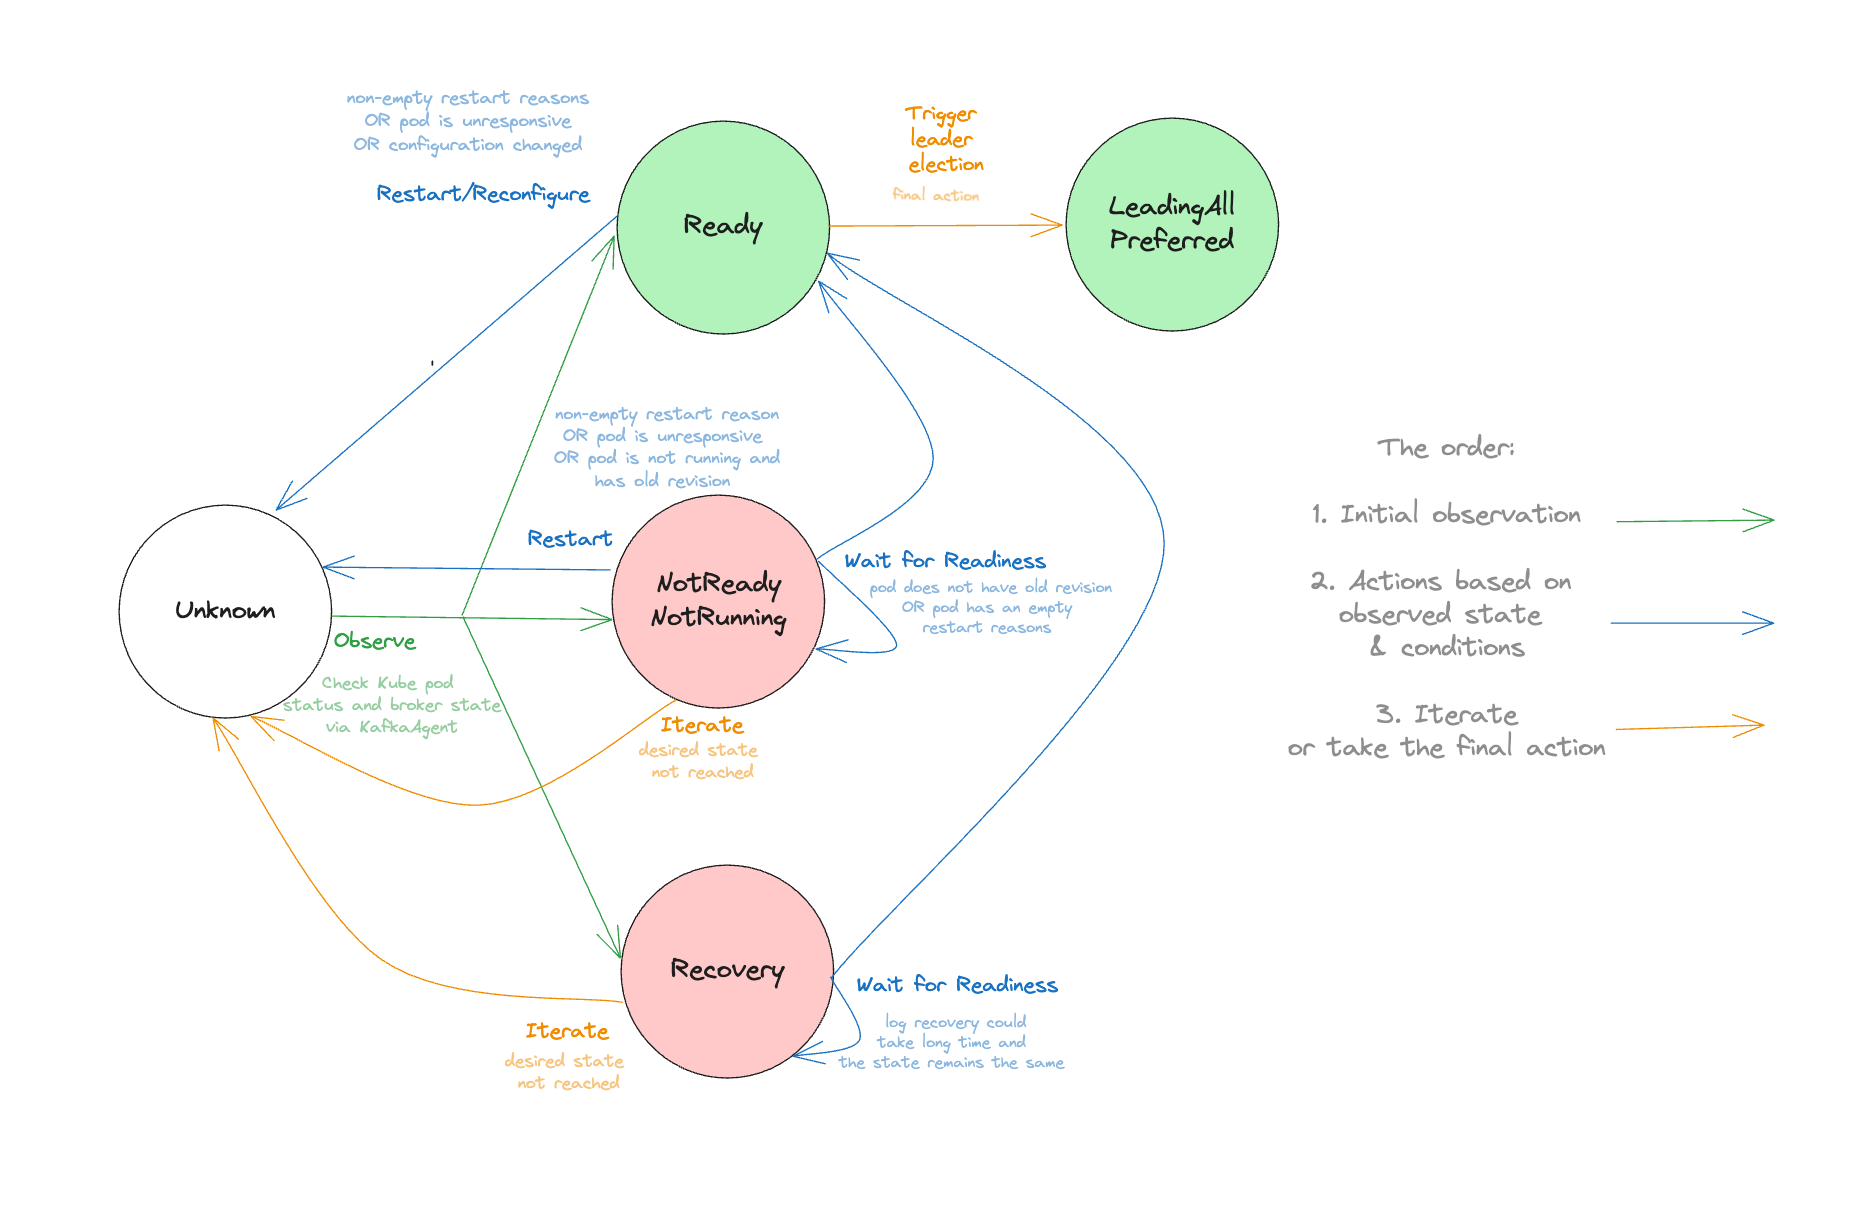 non-empty restart reasons
OR pod is unresponsive
OR configuration changed
Restart/Reconfigure
Ready
Trigger
leader
election
final action
LeadingAll
Preferred
non-empty restart reason
OR pod is unresponsive
OR pod is not running and
has old revision
Restart
NotReady
NotRunning
Wait for Readiness
pod does not have old revision
OR pod has an empty
restart reasons
Unknown
Observe
Check Kube pod
status and broker state
via KafkaAgent
Iterate
desired state
not reached
Recovery
Wait for Readiness
log recovery could
take long time and
the state remains the same
Iterate
desired state
not reached
The order:
1. Initial observation
2. Actions based on
observed state
& conditions
3. Iterate
or take the final action